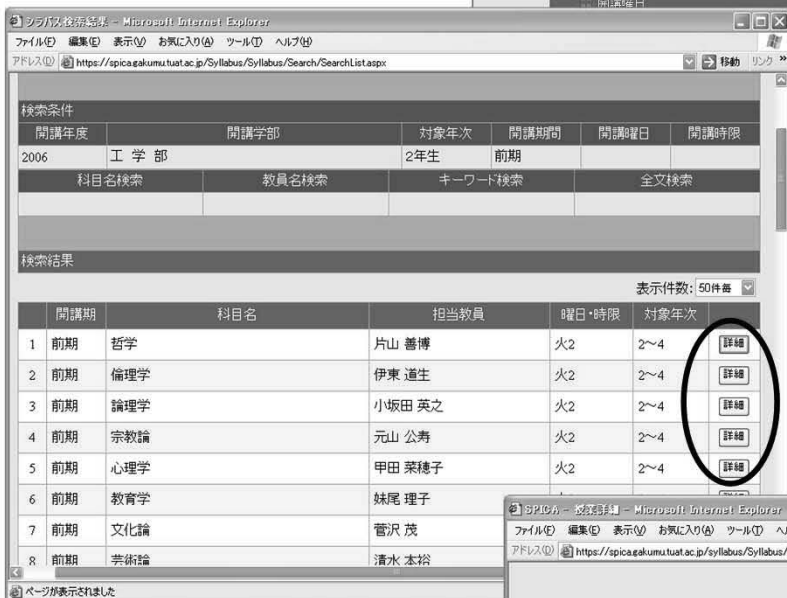 開講曜日
シラバス検索結果 - Microsoft Internet Explorer
ファイル(F) 編集(E) 表示(V) お気に入り(A) ツール(T) ヘルプ(H)
アドレス(D) https://spica.gakumu.tuat.ac.jp/Syllabus/Syllabus/Search/SearchList.aspx 移動 リンク »
検索条件
開講年度 開講学部 対象年次 開講期間 開講曜日 開講時限
2006 工 学 部 2年生 前期
科目名検索 教員名検索 キーワード検索 全文検索
検索結果
表示件数: 50件毎
開講期 科目名 担当教員 曜日・時限 対象年次
1 前期 哲学 片山 善博 火2 2～4 詳細
2 前期 倫理学 伊東 道生 火2 2～4 詳細
3 前期 論理学 小坂田 英之 火2 2～4 詳細
4 前期 宗教論 元山 公寿 火2 2～4 詳細
5 前期 心理学 甲田 菜穂子 火2 2～4 詳細
6 前期 教育学 妹尾 理子 火2 2～4 詳細
7 前期 文化論 菅沢 茂
8 前期 芸術論 清水 本裕
SPICA - 授業詳細 - Microsoft Internet Explorer
ファイル(F) 編集(E) 表示(V) お気に入り(A) ツール(T)
アドレス(D) https://spica.gakumu.tuat.ac.jp/syllabus/Syllabus/
ページが表示されました